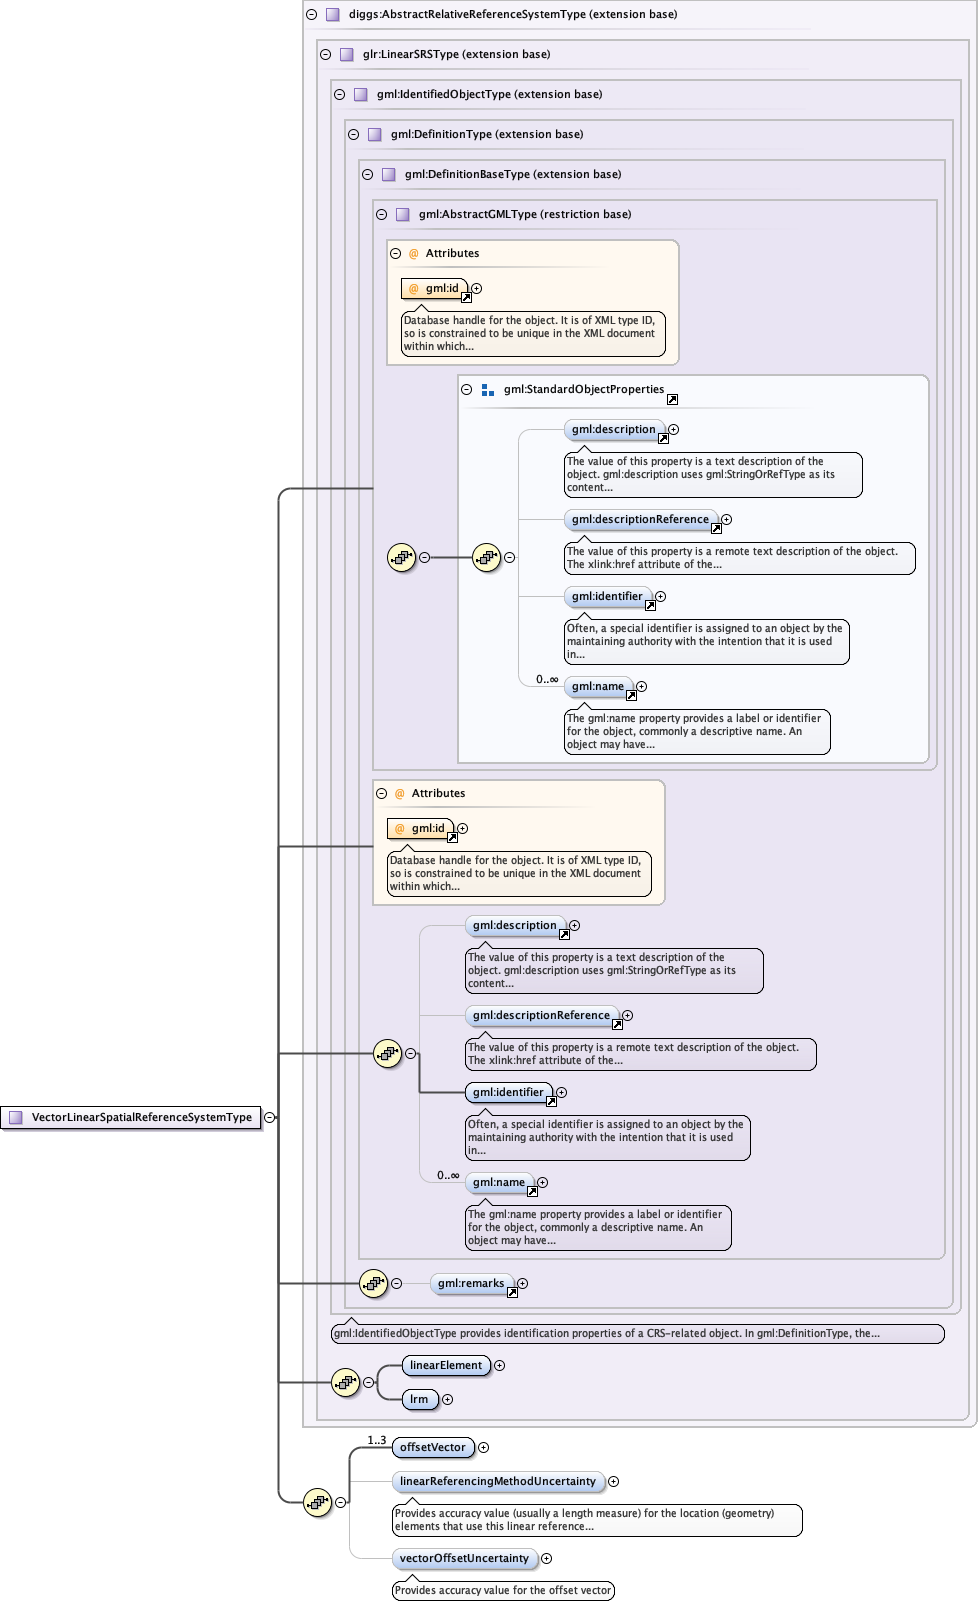 diggs:AbstractRelativeReferenceSystemType (extension base)
glr:LinearSRSType (extension base)
gml:IdentifiedObjectType (extension base)
gml:DefinitionType (extension base)
gml:DefinitionBaseType (extension base)
gml:AbstractGMLType (restriction base)
@ Attributes
@ gml:id
Database handle for the object. It is of XML type ID,
so is constrained to be unique in the XML document
within which...
gml:StandardObjectProperties
gml:description
The value of this property is a text description of the
object. gml:description uses gml:StringOrRefType as its
content...
gml:descriptionReference
The value of this property is a remote text description of the object.
The xlink:href attribute of the...
gml:identifier
Often, a special identifier is assigned to an object by the
maintaining authority with the intention that it is used
in...
0..∞
gml:name
The gml:name property provides a label or identifier
for the object, commonly a descriptive name. An
object may have...
@ Attributes
@ gml:id
Database handle for the object. It is of XML type ID,
so is constrained to be unique in the XML document
within which...
gml:description
The value of this property is a text description of the
object. gml:description uses gml:StringOrRefType as its
content...
gml:descriptionReference
The value of this property is a remote text description of the object.
The xlink:href attribute of the...
gml:identifier
VectorLinearSpatialReferenceSystemType
Often, a special identifier is assigned to an object by the
maintaining authority with the intention that it is used
in...
0..∞
gml:name
The gml:name property provides a label or identifier
for the object, commonly a descriptive name. An
object may have...
gml:remarks
gml:IdentifiedObjectType provides identification properties of a CRS-related object. In gml:DefinitionType, the...
linearElement
lrm
1..3
offsetVector
linearReferencingMethodUncertainty
Provides accuracy value (usually a length measure) for the location (geometry)
elements that use this linear reference...
vectorOffsetUncertainty
Provides accuracy value for the offset vector